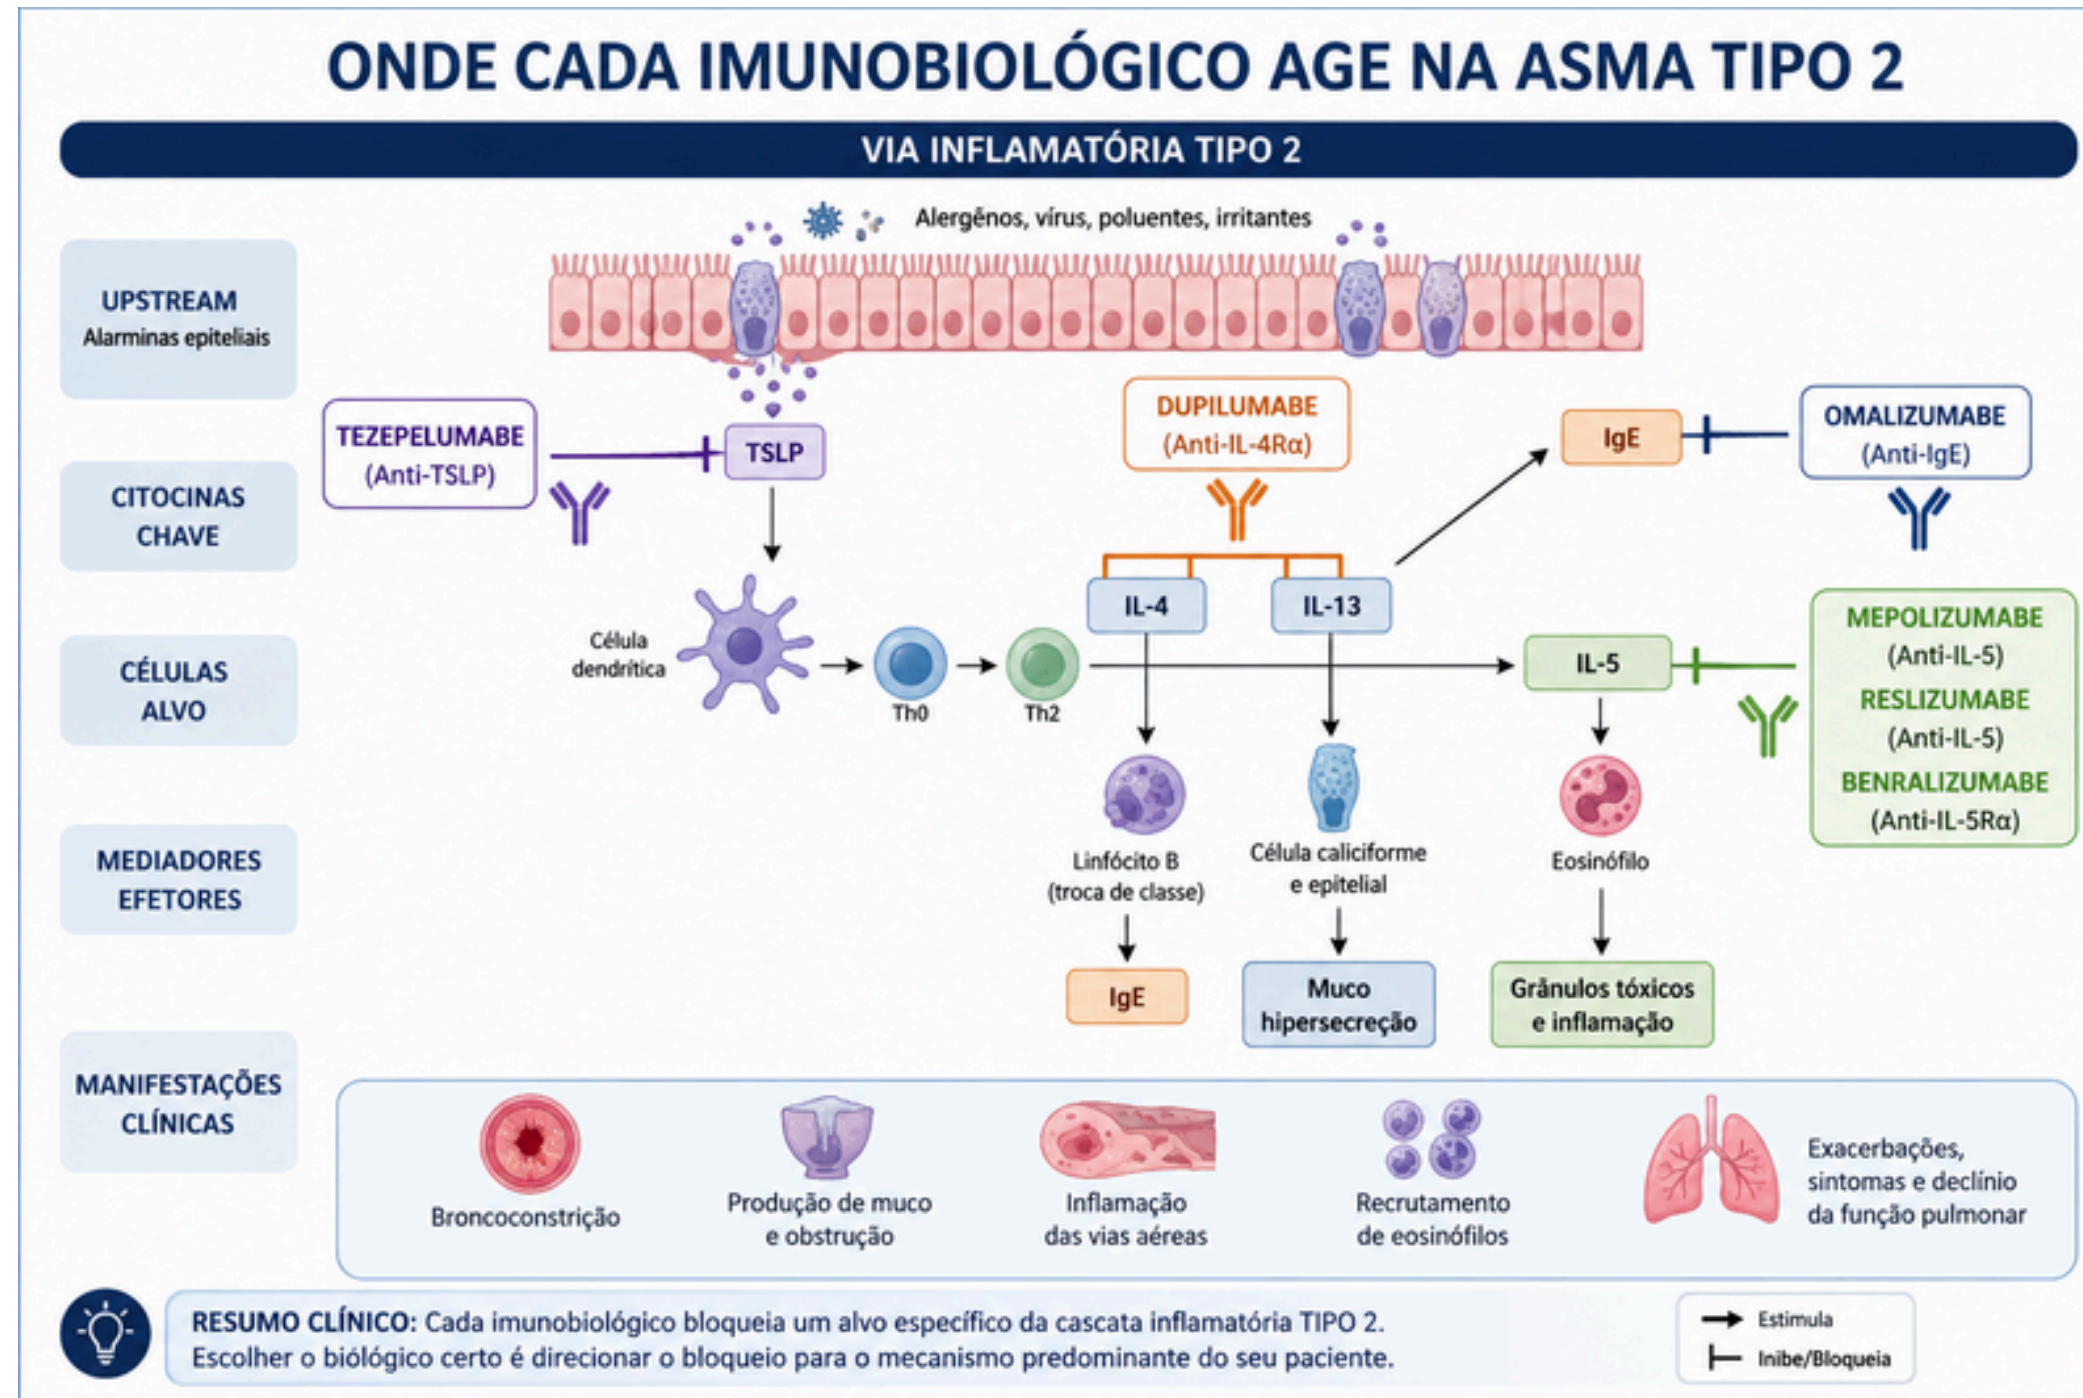 ONDE CADA IMUNOBIOLÓGICO AGE NA ASMA TIPO 2
VIA INFLAMATÓRIA TIPO 2
Alergênos, vírus, poluentes, irritantes
UPSTREAM
Alarminas epiteliais
TEZEPELUMABE
(Anti-TSLP)
TSLP
DUPILUMABE
(Anti-IL-4Rα)
IgE
OMALIZUMABE
(Anti-IgE)
CITOCINAS
CHAVE
IL-4
IL-13
CÉLULAS
ALVO
Célula
dendrítica
Th0
Th2
IL-5
MEPOLIZUMABE
(Anti-IL-5)
RESLIZUMABE
(Anti-IL-5)
BENRALIZUMABE
(Anti-IL-5Rα)
MEDIADORES
EFETORES
Linfócito B
(troca de classe)
Célula caliciforme
e epitelial
Eosinófilo
IgE
Muco
hipersecreção
Grânulos tóxicos
e inflamação
MANIFESTAÇÕES
CLÍNICAS
Broncoconstrição
Produção de muco
e obstrução
Inflamação
das vias aéreas
Recrutamento
de eosinófilos
Exacerbações,
sintomas e declínio
da função pulmonar
RESUMO CLÍNICO: Cada imunobiológico bloqueia um alvo específico da cascata inflamatória TIPO 2.
Escolher o biólógico certo é direcionar o bloqueio para o mecanismo predominante do seu paciente.
Estimula
Inibe/Bloqueia